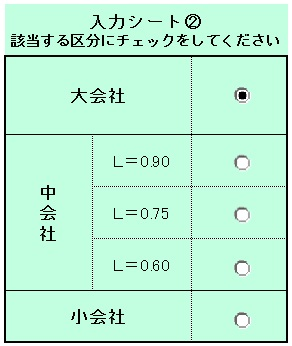 入力シート②
該当する区分にチェックをしてください
大会社
中会社
L＝0.90
L＝0.75
L＝0.60
小会社